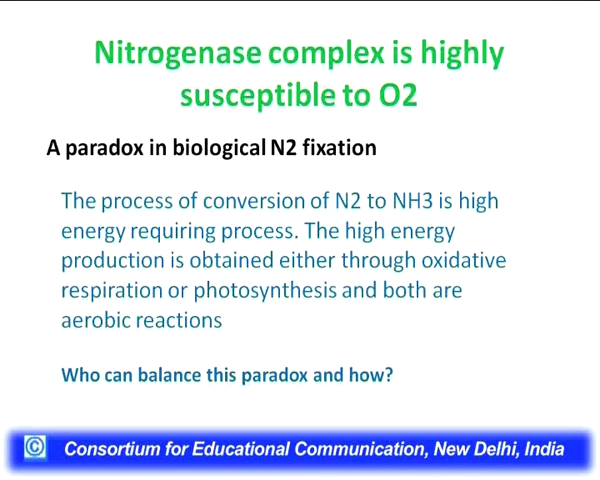 Nitrogenase complex is highly
susceptible to O2
A paradox in biological N2 fixation
The process of conversion of N2 to NH3 is high
energy requiring process. The high energy
production is obtained either through oxidative
respiration or photosynthesis and both are
aerobic reactions
Who can balance this paradox and how?
© Consortium for Educational Communication, New Delhi, India